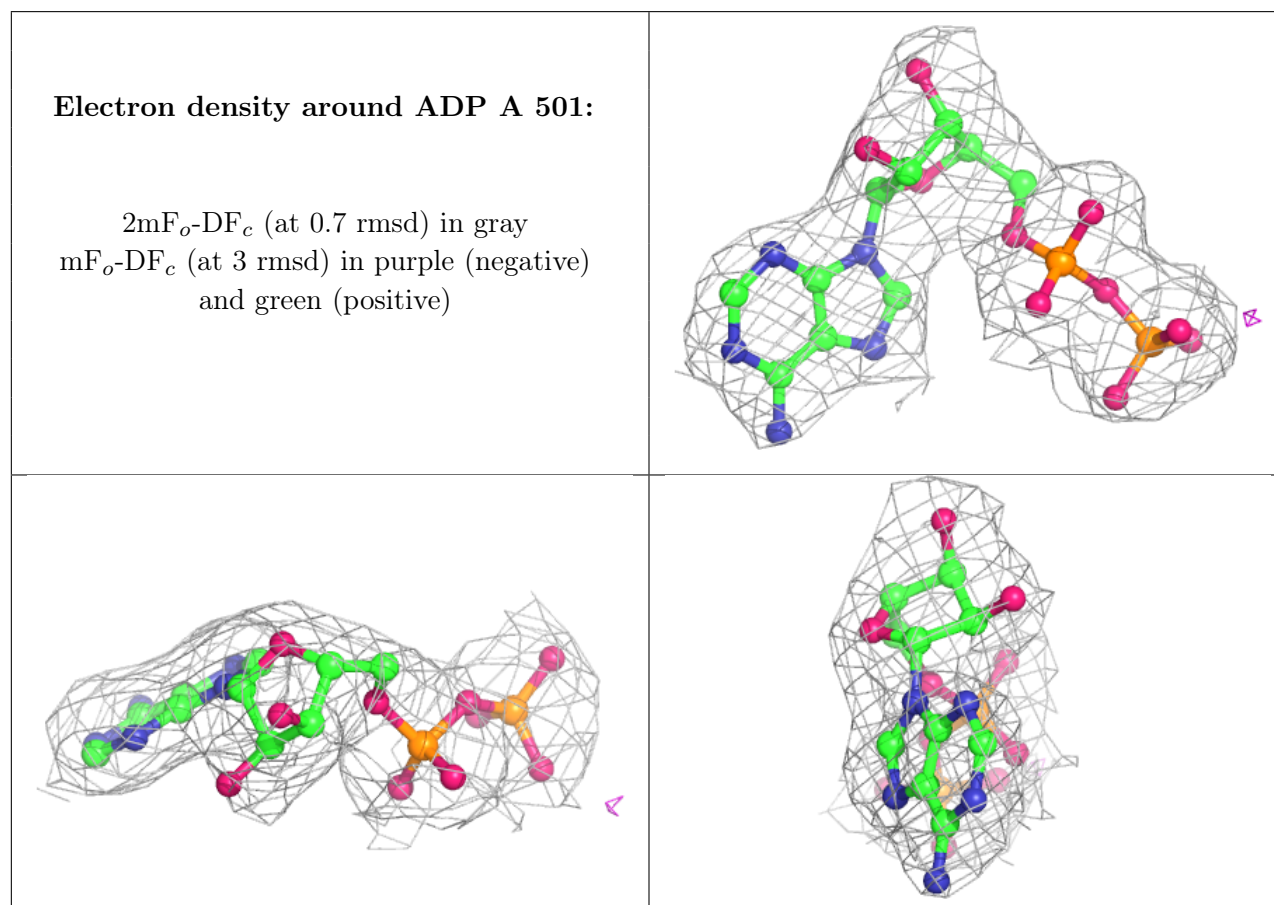 Electron density around ADP A 501:
2mFo-DFc (at 0.7 rmsd) in gray
mFo-DFc (at 3 rmsd) in purple (negative)
and green (positive)